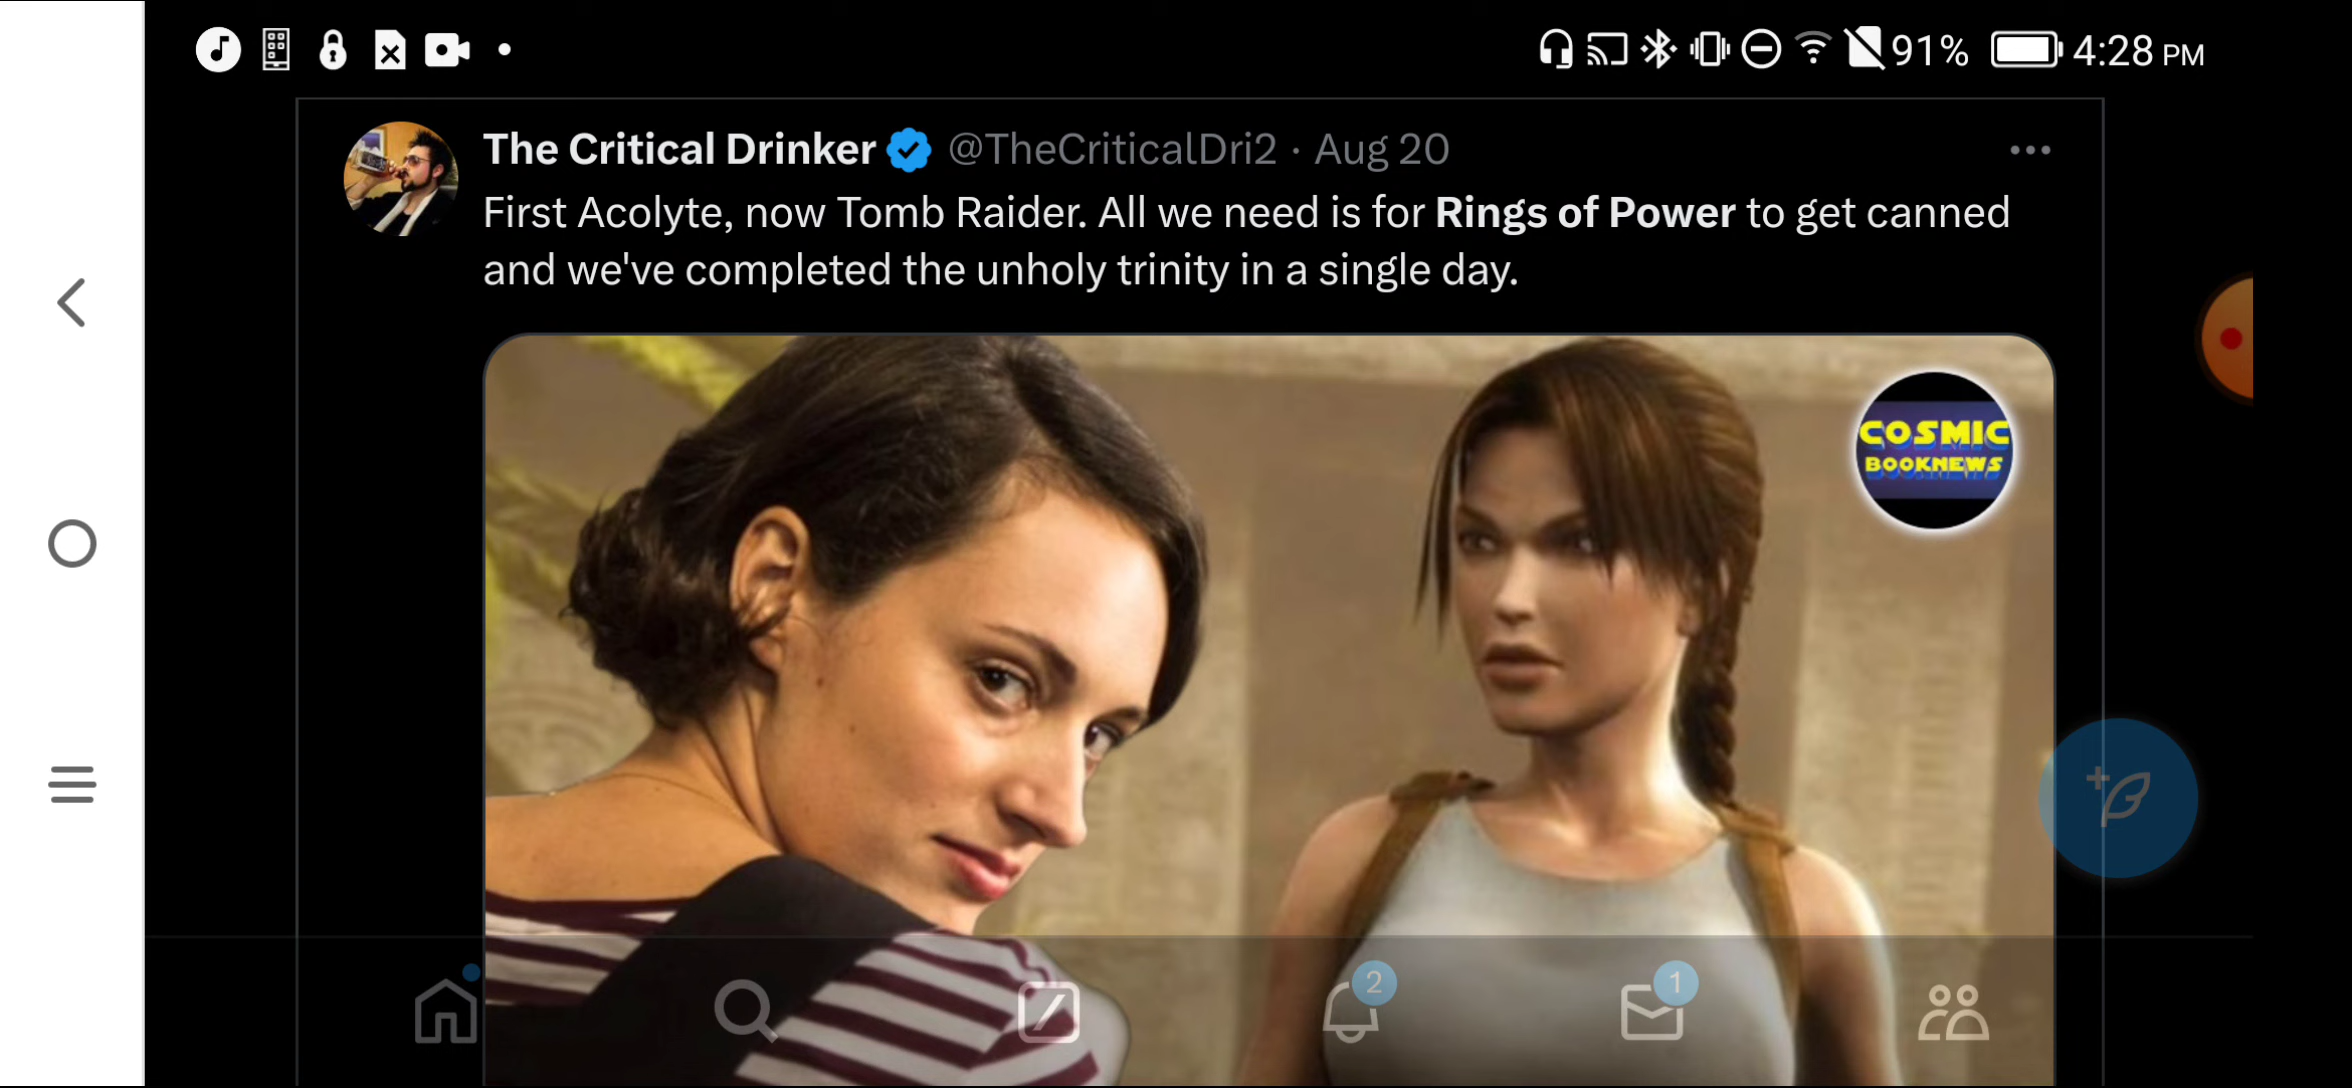 91% 4:28 PM
The Critical Drinker @TheCriticalDri2 · Aug 20
First Acolyte, now Tomb Raider. All we need is for Rings of Power to get canned
and we've completed the unholy trinity in a single day.
COSMIC
BOOKNEWS
2
1